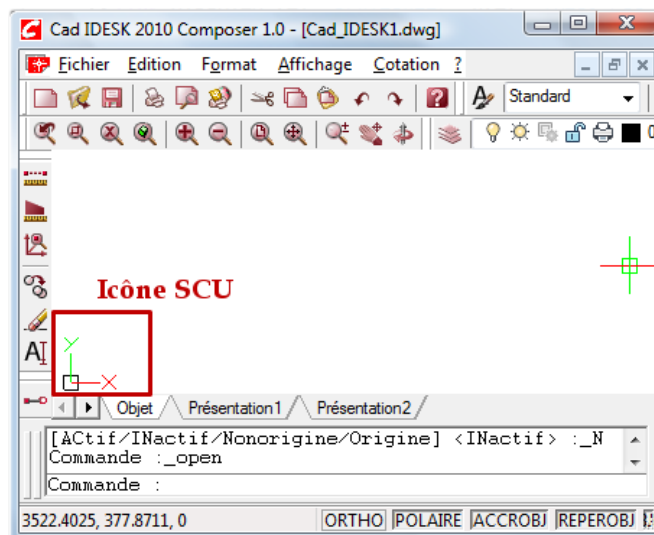 Cad IDESK 2010 Composer 1.0 - [Cad_IDESK1.dwg]
Fichier Edition Format Affichage Cotation ?
Standard
Icône SCU
Y
X
Objet Présentation1 Présentation2
[ACtif/INactif/Nonorigine/Origine] <INactif> :_N
Commande :_open
Commande :
3522.4025, 377.8711, 0 ORTHO POLAIRE ACCROBJ REPEROBJ